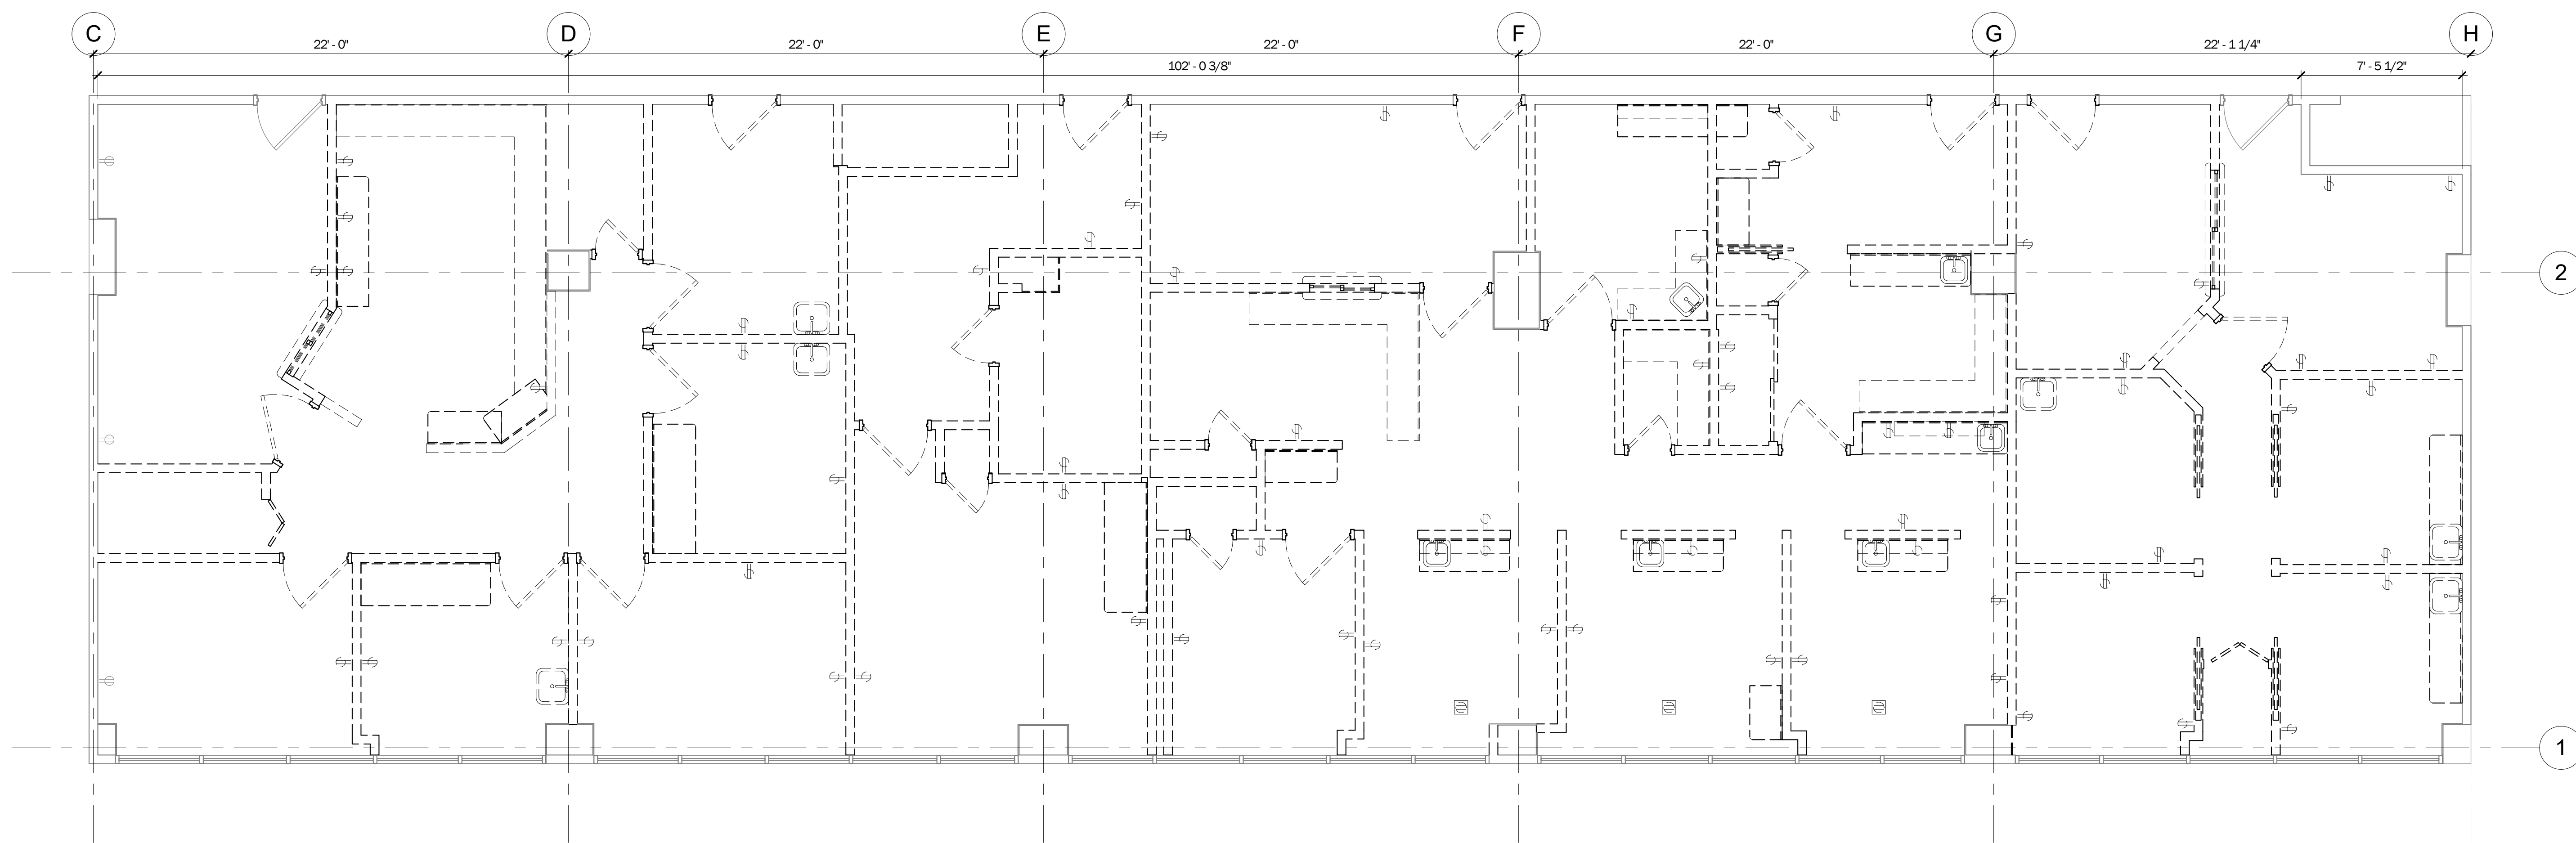 C D E F G H
22' - 0" 22' - 0" 22' - 0" 22' - 0" 22' - 1 1/4"
102' - 0 3/8" 7' - 5 1/2"
2
1